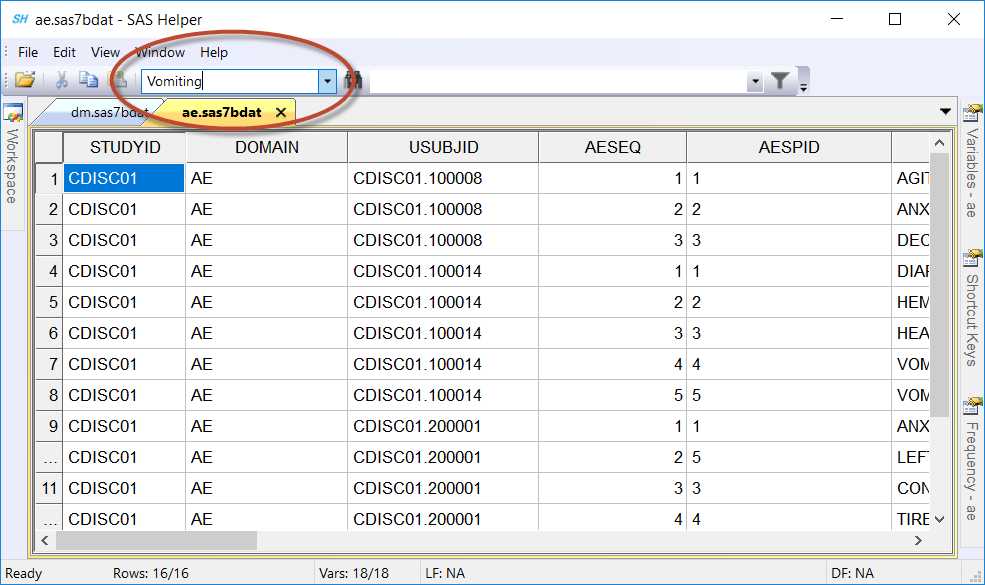 SH ae.sas7bdat - SAS Helper
File Edit View Window Help
Vomiting
dm.sas7bdat ae.sas7bdat
Workspace
STUDYID DOMAIN USUBJID AESEQ AESPID
1 CDISC01 AE CDISC01.100008 1 1 AGIT
2 CDISC01 AE CDISC01.100008 2 2 ANX
3 CDISC01 AE CDISC01.100008 3 3 DEC
4 CDISC01 AE CDISC01.100014 1 1 DIAR
5 CDISC01 AE CDISC01.100014 2 2 HEM
6 CDISC01 AE CDISC01.100014 3 3 HEA
7 CDISC01 AE CDISC01.100014 4 4 VOM
8 CDISC01 AE CDISC01.100014 5 5 VOM
9 CDISC01 AE CDISC01.200001 1 1 ANX
... CDISC01 AE CDISC01.200001 2 5 LEFT
11 CDISC01 AE CDISC01.200001 3 3 CON
... CDISC01 AE CDISC01.200001 4 4 TIRE
Variables - ae
Shortcut Keys
Frequency - ae
Ready Rows: 16/16 Vars: 18/18 LF: NA DF: NA